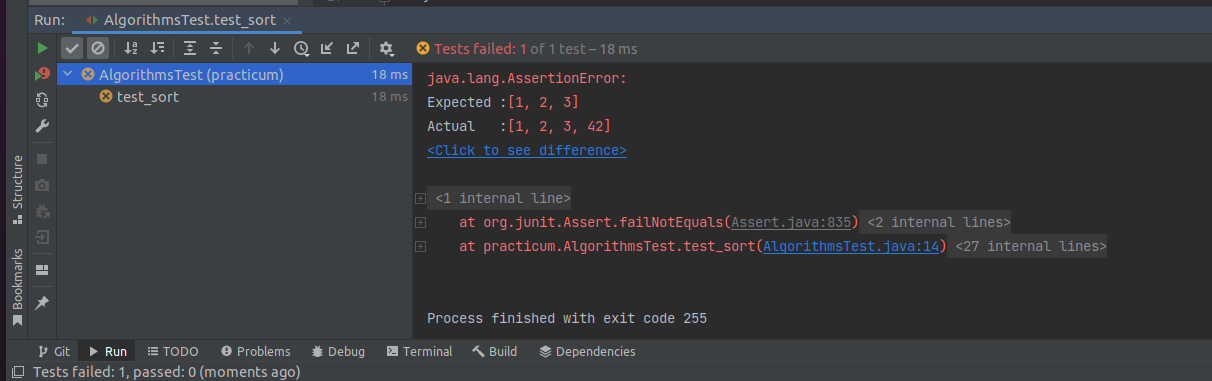 Run: AlgorithmsTest.test_sort ×
Tests failed: 1 of 1 test – 18 ms
AlgorithmsTest (practicum) 18 ms
test_sort 18 ms
java.lang.AssertionError:
Expected :[1, 2, 3]
Actual :[1, 2, 3, 42]
<Click to see difference>
<1 internal line>
at org.junit.Assert.failNotEquals(Assert.java:835) <2 internal lines>
at practicum.AlgorithmsTest.test_sort(AlgorithmsTest.java:14) <27 internal lines>
Process finished with exit code 255
Structure
Bookmarks
Git Run TODO Problems Debug Terminal Build Dependencies
Tests failed: 1, passed: 0 (moments ago)